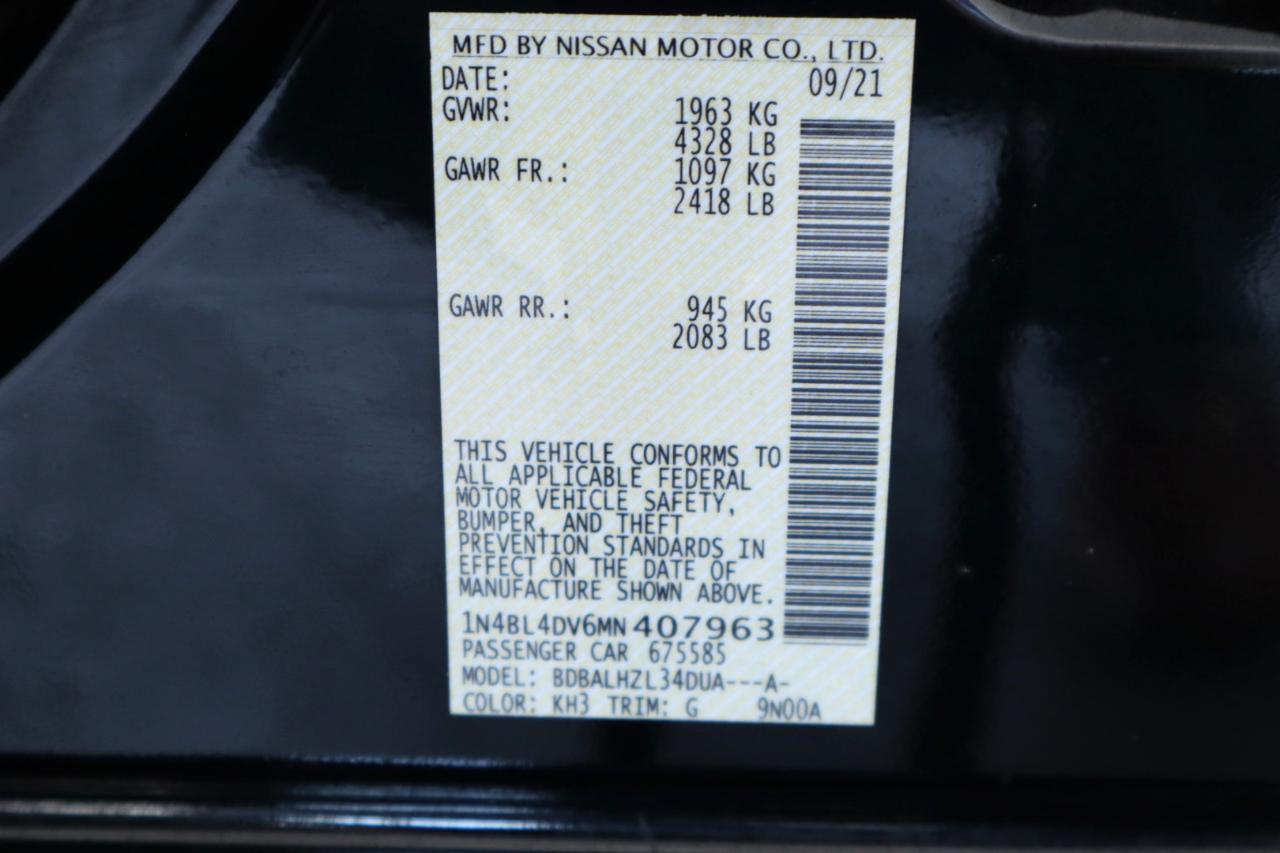 MFD BY NISSAN MOTOR CO., LTD.
DATE: 09/21
GVWR: 1963 KG
4328 LB
GAWR FR.: 1097 KG
2418 LB
GAWR RR.: 945 KG
2083 LB
THIS VEHICLE CONFORMS TO
ALL APPLICABLE FEDERAL
MOTOR VEHICLE SAFETY,
BUMPER, AND THEFT
PREVENTION STANDARDS IN
EFFECT ON THE DATE OF
MANUFACTURE SHOWN ABOVE.
1N4BL4DV6MN407963
PASSENGER CAR 675585
MODEL: BDBALHZL34DUA---A-
COLOR: KH3 TRIM: G 9N00A